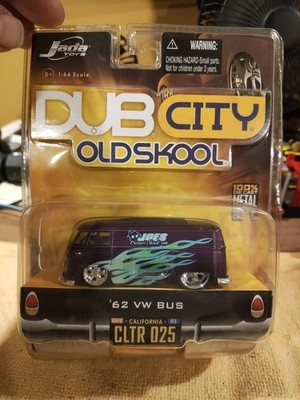 Jada
TOYS
8+
1:64 Scale
WARNING:
CHOKING HAZARD-Small parts.
Not for children under 3 years.
DUB CITY
OLDSKOOL
100%
DIE CAST
METAL
JOES
'62 VW BUS
CALIFORNIA
CLTR 025